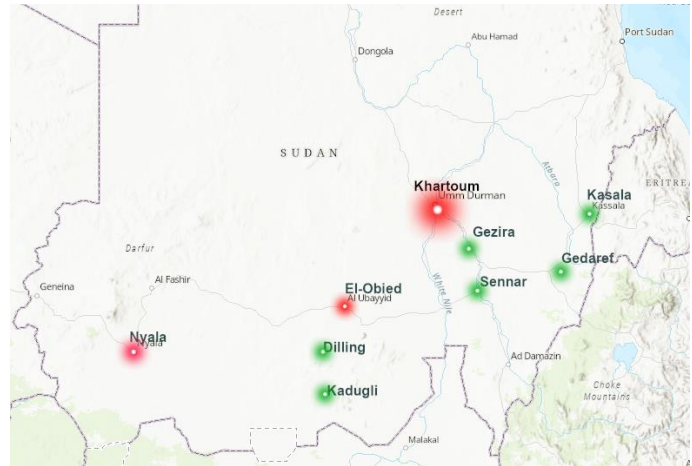 Desert
Port Sudan
Abu Hamad
Dongola
SUDAN
Atbara
Khartoum
Umm Durman
Kasala
Kassala
ERITREA
Gezira
Darfur
Gedaref
Al Fashir
White Nile
Sennar
Geneina
El-Obied
Al Ubayyid
Nyala
Nyala
Dilling
Ad Damazin
Kadugli
Choke
Mountains
Malakal